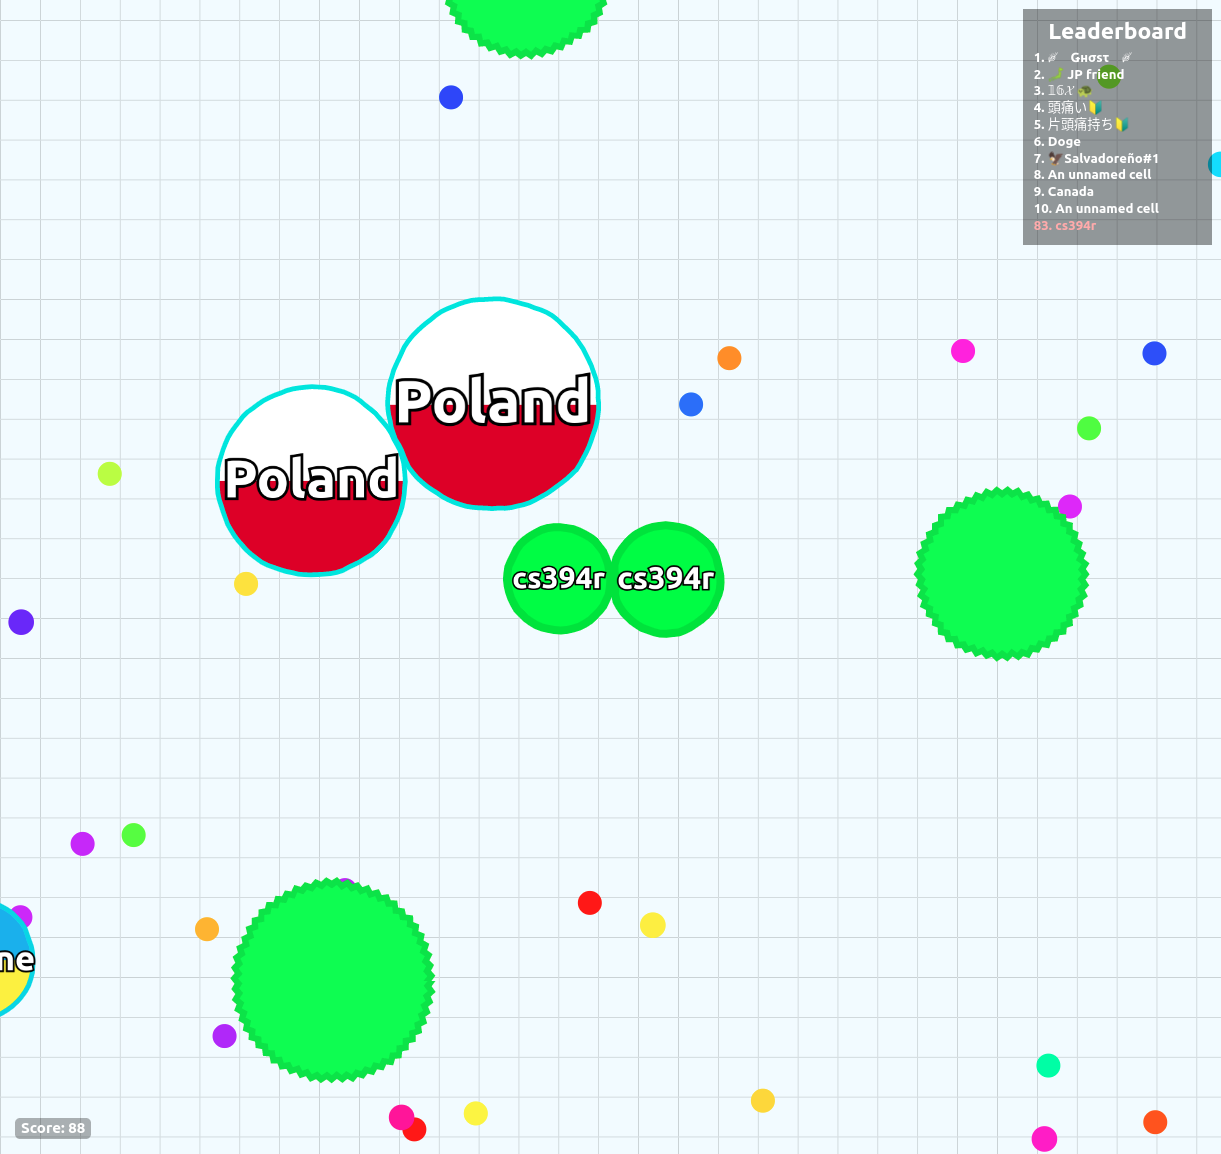 Leaderboard
1. Gнσѕτ
2. JP friend
3. 𝟙𝟞.𝒳
4. 頭痛い🔰
5. 片頭痛持ち🔰
6. Doge
7. 🦅Salvadoreño#1
8. An unnamed cell
9. Canada
10. An unnamed cell
83. cs394r
Poland
Poland
cs394r cs394r
ne
Score: 88